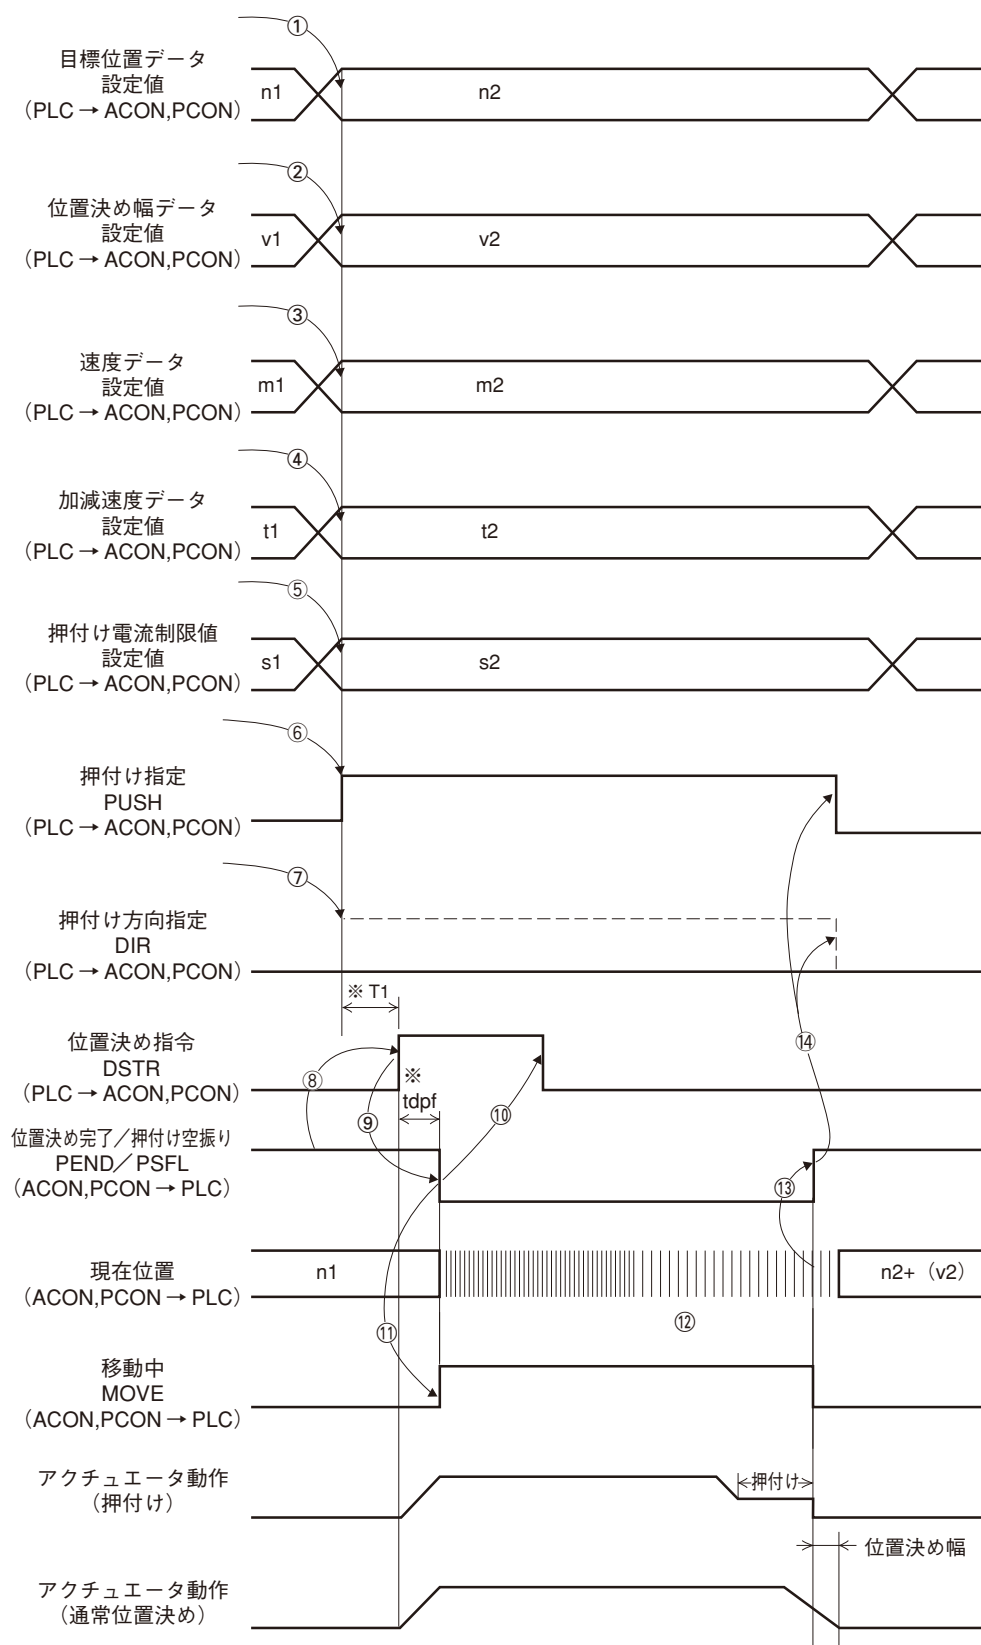 ①
目標位置データ
設定値
（PLC → ACON,PCON）
n1
n2
②
位置決め幅データ
設定値
（PLC → ACON,PCON）
v1
v2
③
速度データ
設定値
（PLC → ACON,PCON）
m1
m2
④
加減速度データ
設定値
（PLC → ACON,PCON）
t1
t2
⑤
押付け電流制限値
設定値
（PLC → ACON,PCON）
s1
s2
⑥
押付け指定
PUSH
（PLC → ACON,PCON）
⑦
押付け方向指定
DIR
（PLC → ACON,PCON）
※ T1
位置決め指令
DSTR
（PLC → ACON,PCON）
⑧
※
tdpf
⑨
⑩
⑭
位置決め完了／押付け空振り
PEND／PSFL
（ACON,PCON → PLC）
⑬
現在位置
（ACON,PCON → PLC）
n1
n2+（v2）
⑪
⑫
移動中
MOVE
（ACON,PCON → PLC）
アクチュエータ動作
（押付け）
押付け
位置決め幅
アクチュエータ動作
（通常位置決め）